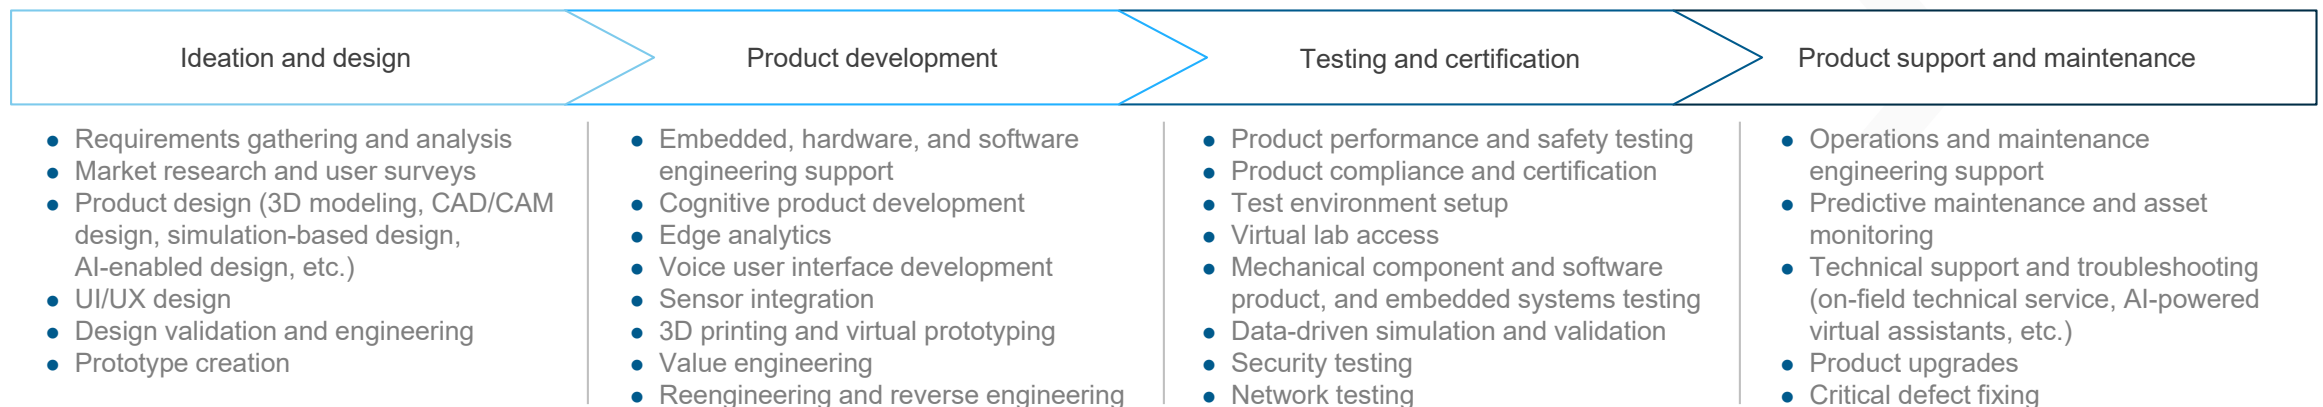 Ideation and design
Product development
Testing and certification
Product support and maintenance
● Requirements gathering and analysis
● Market research and user surveys
● Product design (3D modeling, CAD/CAM
design, simulation-based design,
AI-enabled design, etc.)
● UI/UX design
● Design validation and engineering
● Prototype creation
● Embedded, hardware, and software
engineering support
● Cognitive product development
● Edge analytics
● Voice user interface development
● Sensor integration
● 3D printing and virtual prototyping
● Value engineering
● Reengineering and reverse engineering
● Product performance and safety testing
● Product compliance and certification
● Test environment setup
● Virtual lab access
● Mechanical component and software
product, and embedded systems testing
● Data-driven simulation and validation
● Security testing
● Network testing
● Operations and maintenance
engineering support
● Predictive maintenance and asset
monitoring
● Technical support and troubleshooting
(on-field technical service, AI-powered
virtual assistants, etc.)
● Product upgrades
● Critical defect fixing